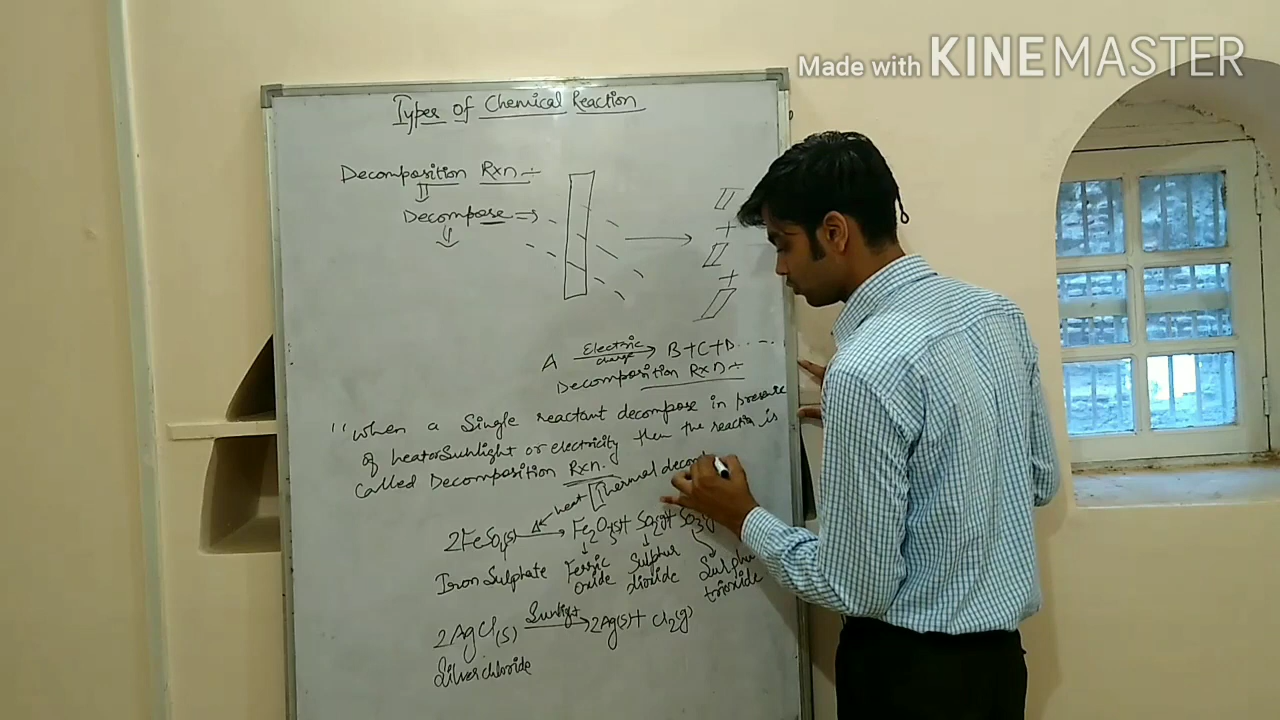 Made with KINEMASTER
Types of Chemical Reaction
Decomposition Rxn ÷
Decompose ⇒
+
+
A Electric → B+C+D.....
Decomposition Rxn ÷
"When a Single reactant decompose in presence
of heat or Sunlight or electricity then the reaction is
called Decomposition Rxn.
heat [Thermal decom
2FeSO4(s) → Fe2O3(s)+ SO2(g)+ SO3(g)
Iron Sulphate Ferric oxide Sulphur dioxide Sulphu trioxide
2AgCl(s) Sunlight → 2Ag(s)+ Cl2(g)
Silver chloride